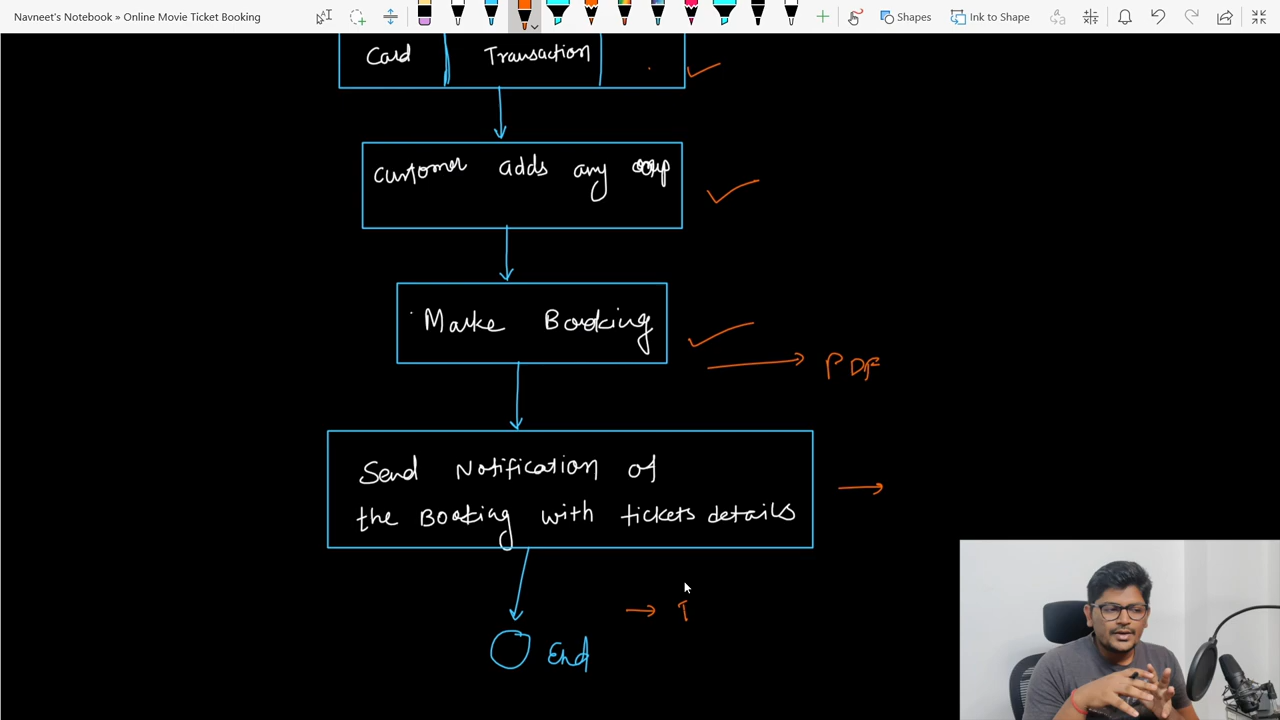 Navneet's Notebook » Online Movie Ticket Booking
Shapes
Ink to Shape
Card Transaction
Customer adds any
Make Booking
PDF
Send Notification of
the Booking with tickets details
T
End